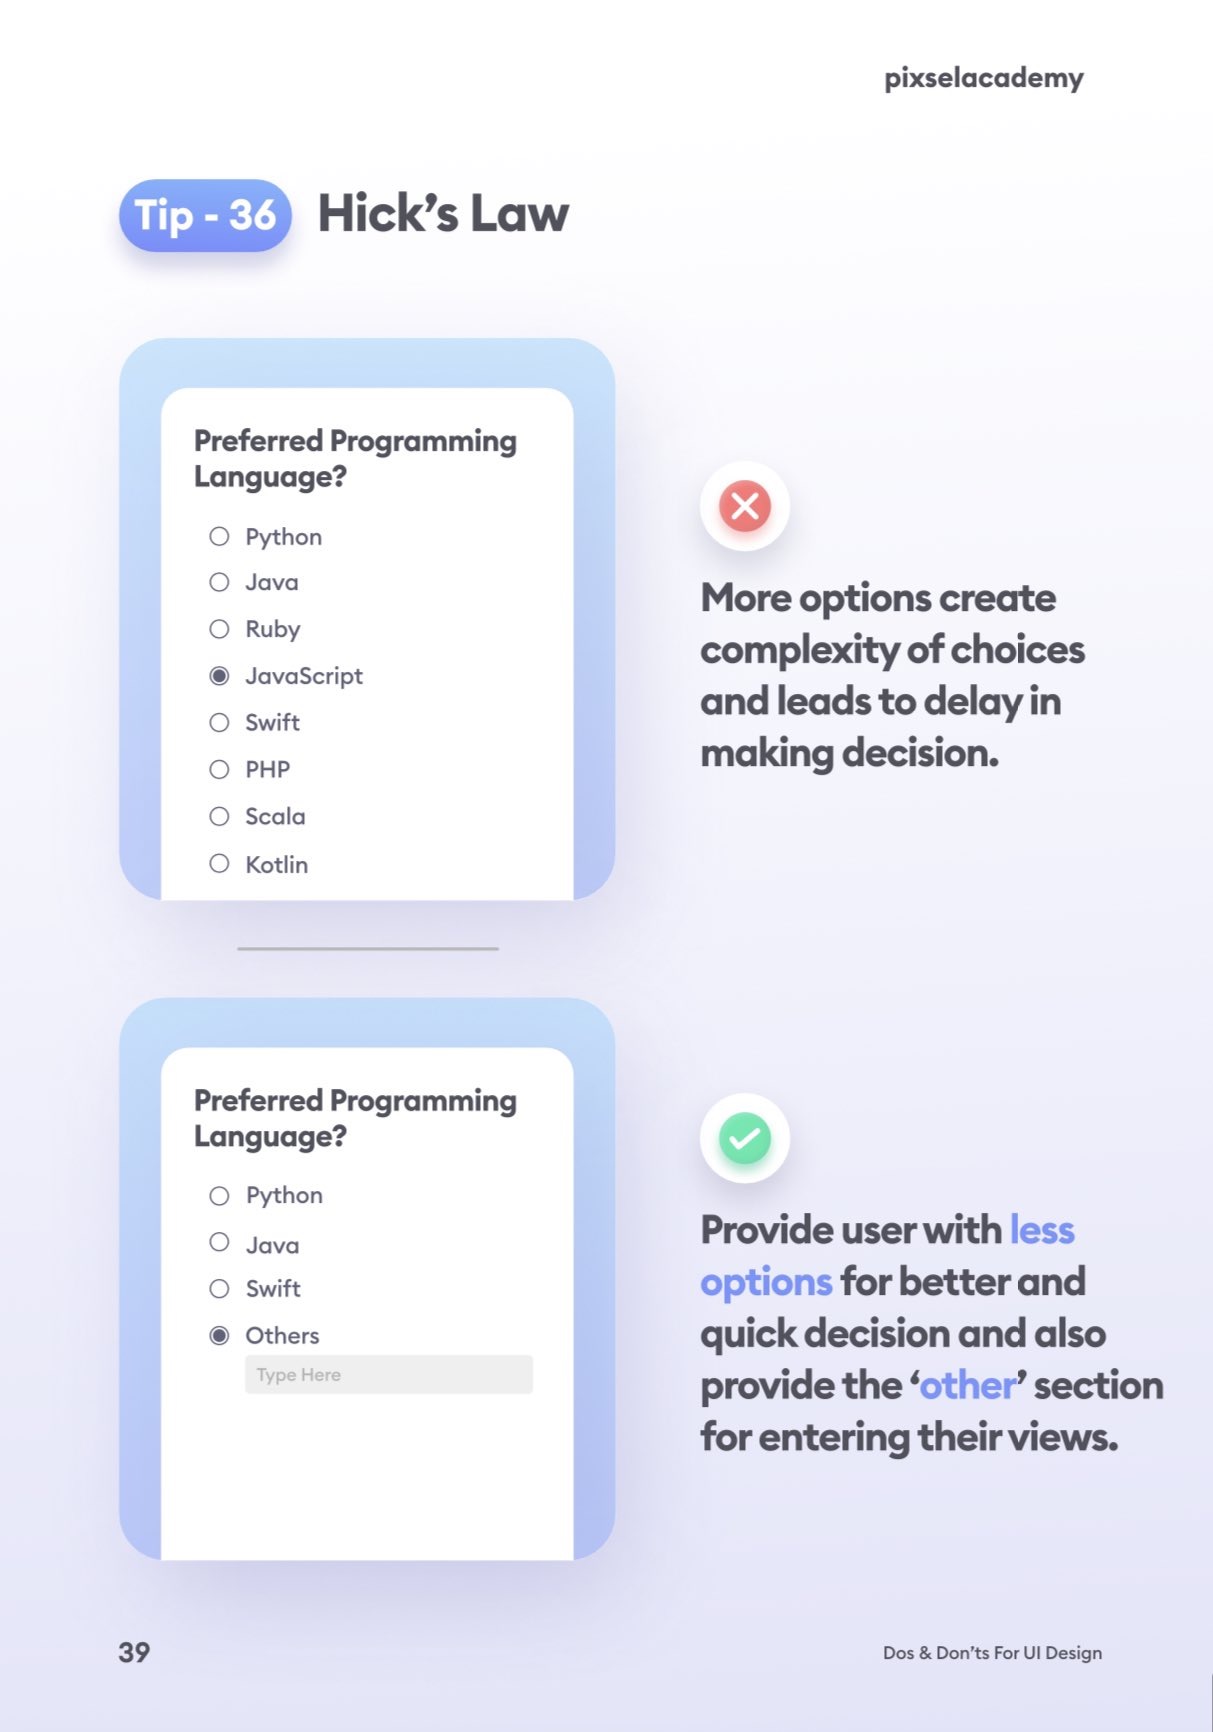 pixselacademy
Tip - 36 Hick’s Law
Preferred Programming
Language?
Python
Java
Ruby
JavaScript
Swift
PHP
Scala
Kotlin
More options create
complexity of choices
and leads to delay in
making decision.
Preferred Programming
Language?
Python
Java
Swift
Others
Type Here
Provide user with less
options for better and
quick decision and also
provide the ‘other’ section
for entering their views.
39
Dos & Don’ts For UI Design